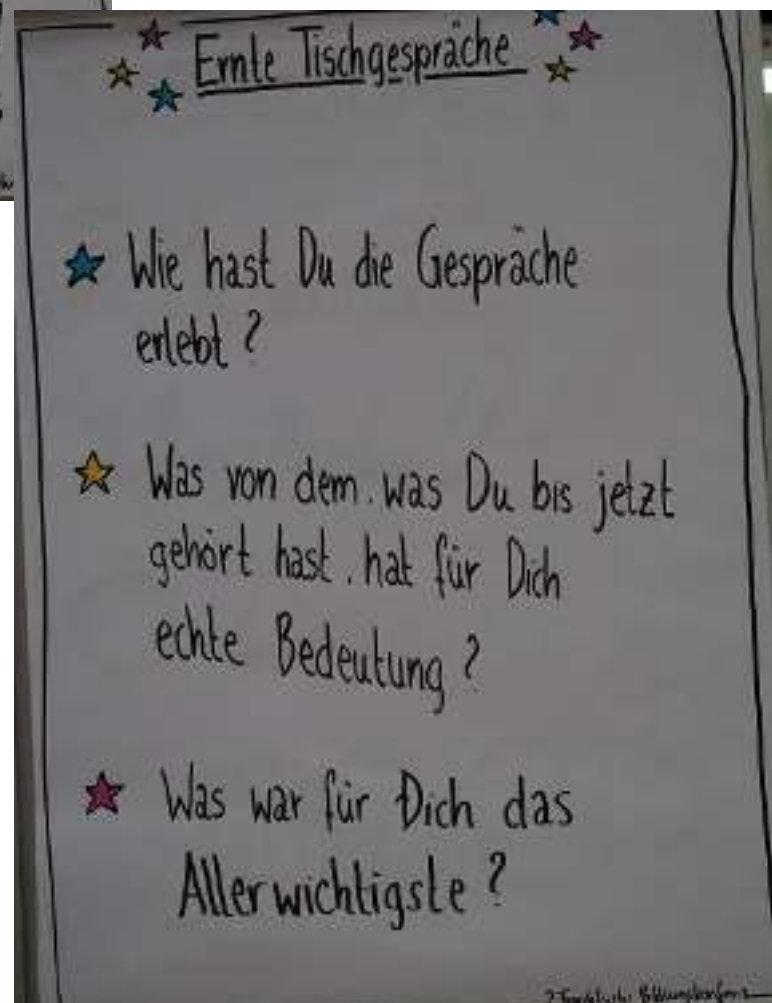 Ernte Tischgespräche
Wie hast Du die Gespräche
erlebt?
Was von dem, was Du bis jetzt
gehört hast, hat für Dich
echte Bedeutung?
Was war für Dich das
Allerwichtigste?